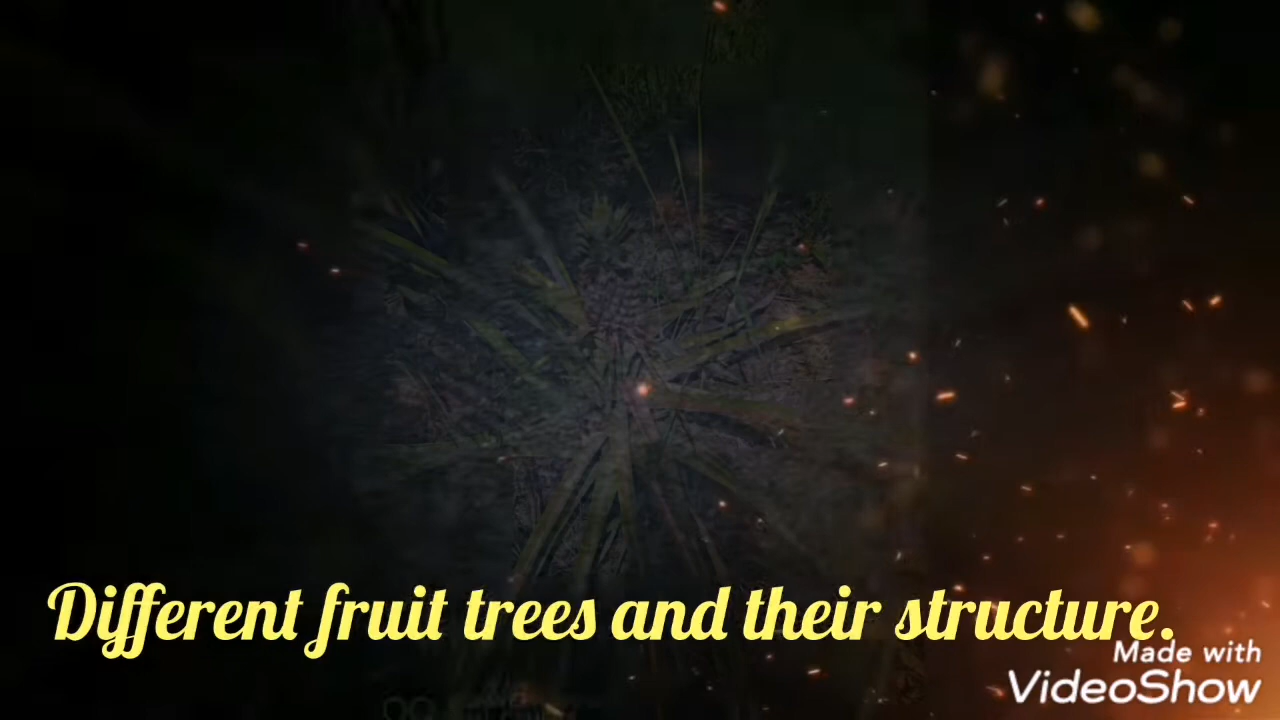 Different fruit trees and their structure.
Made with
VideoShow